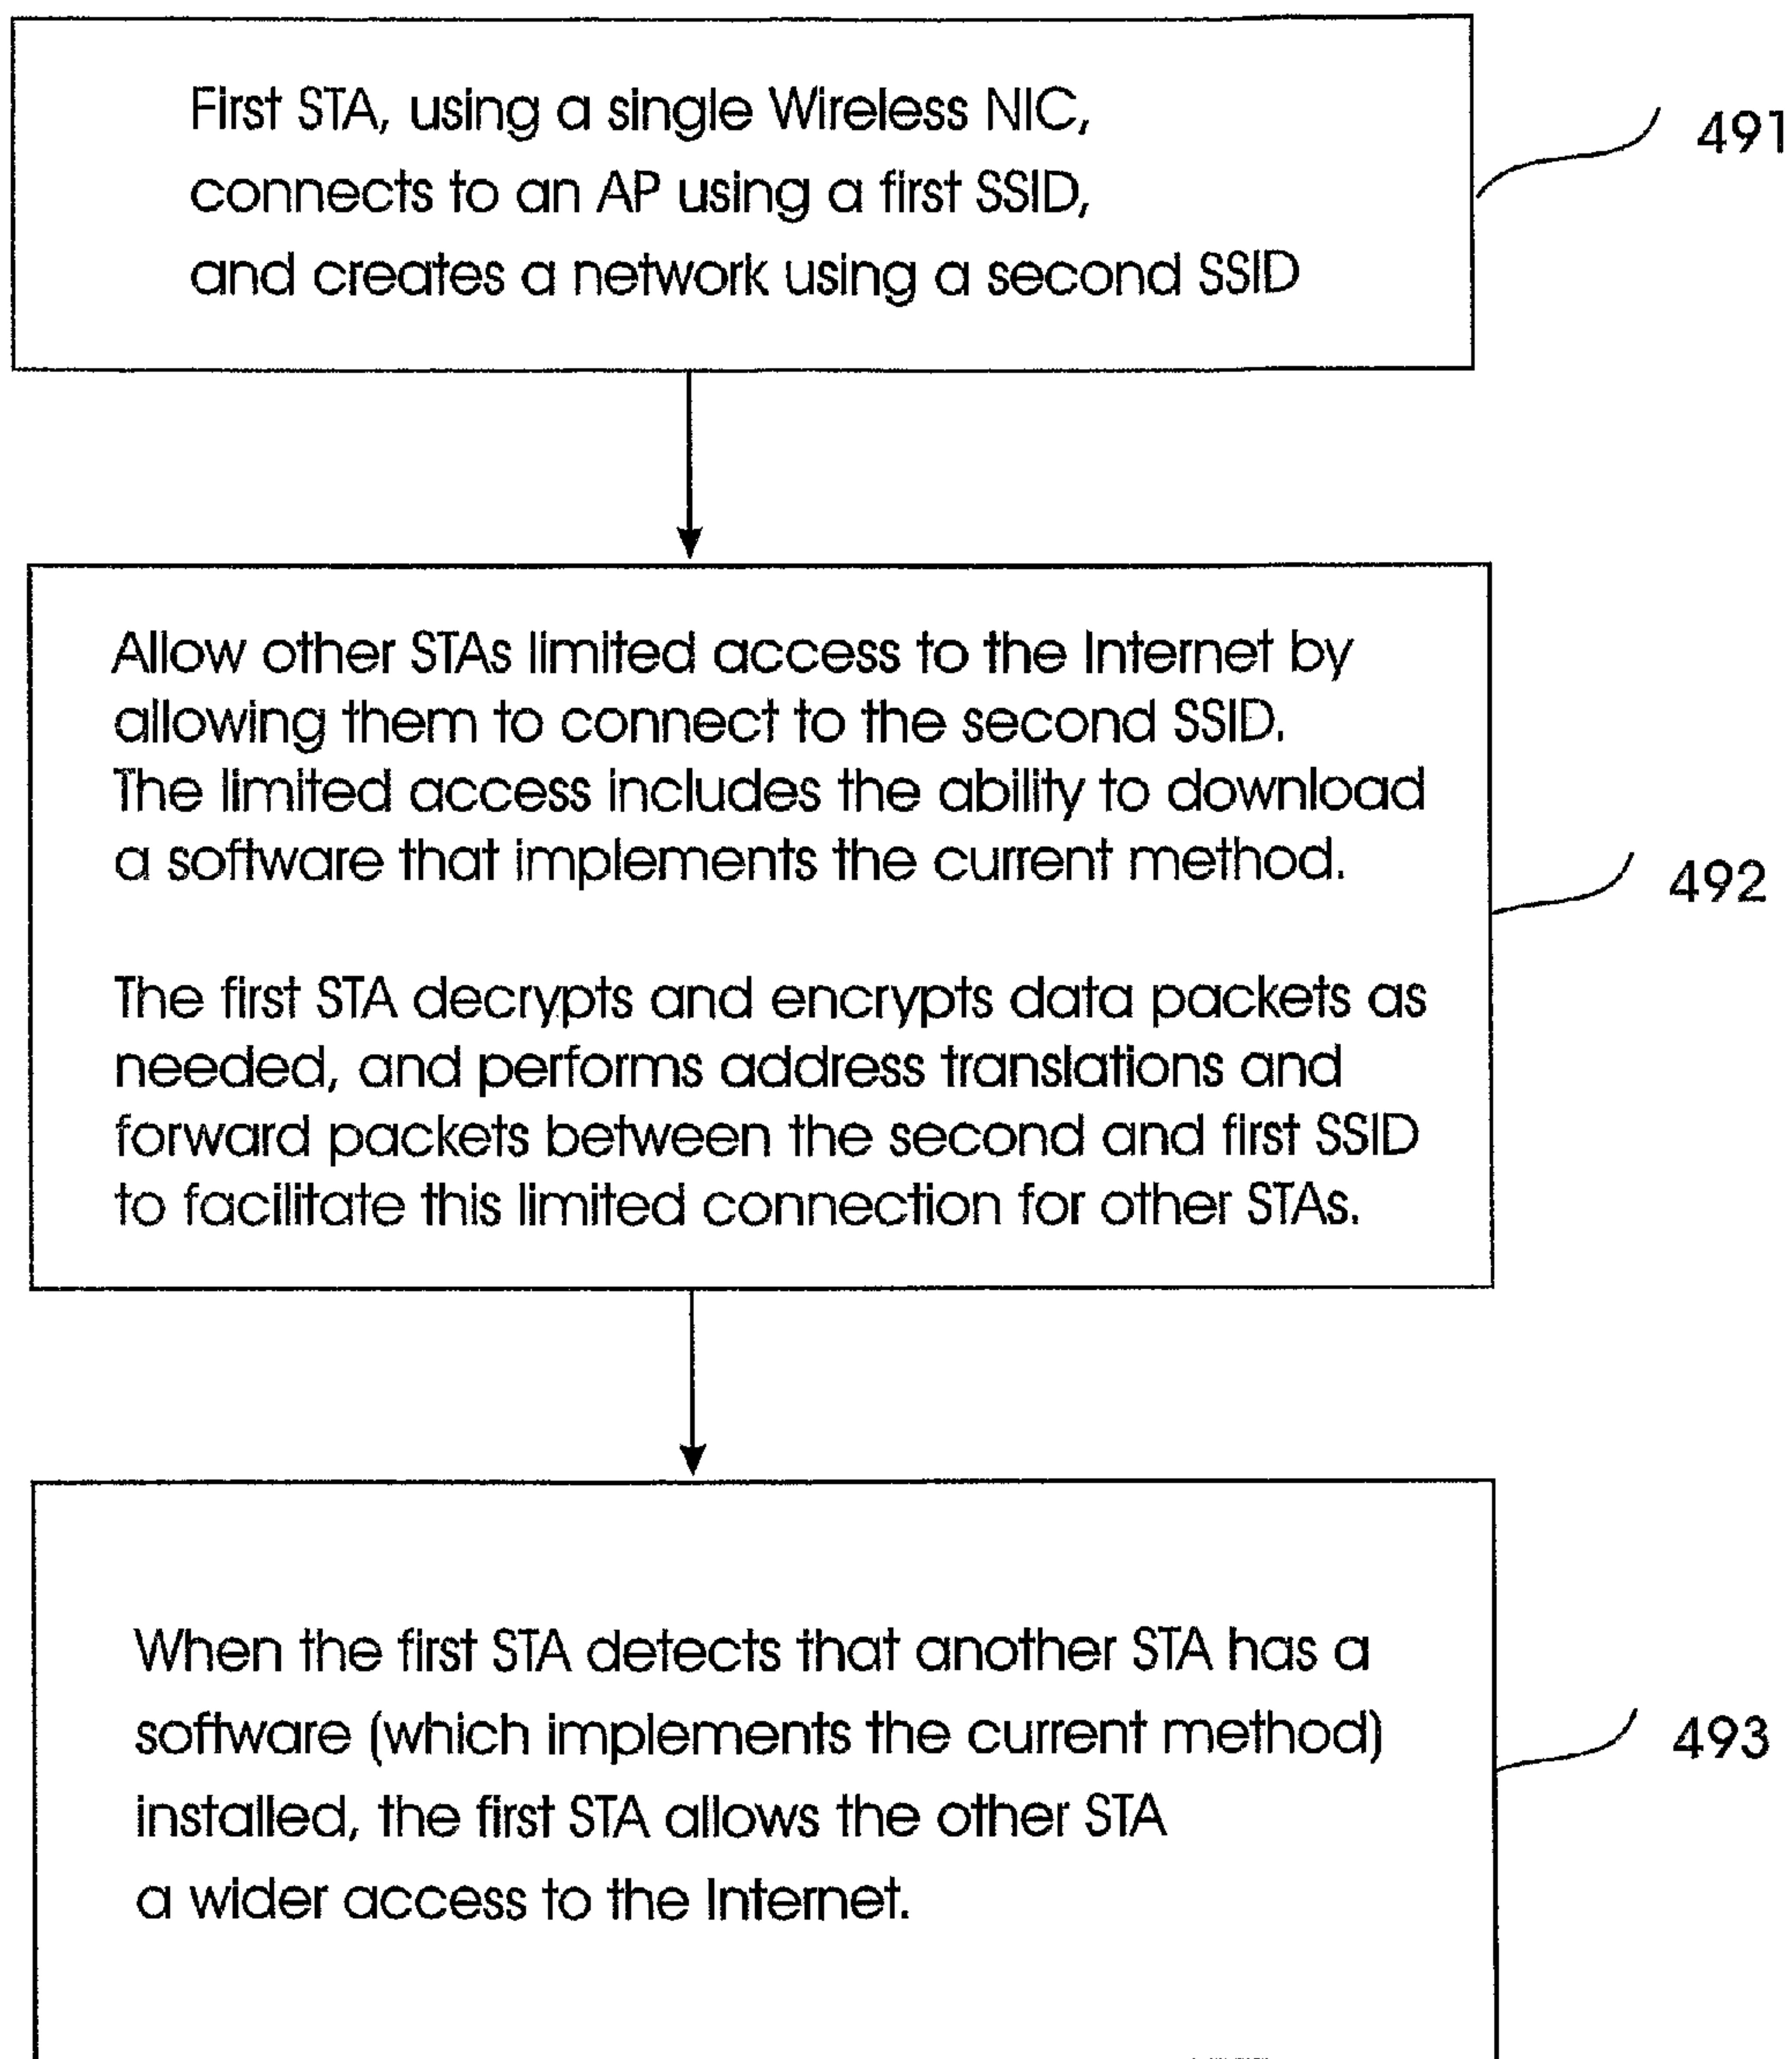 First STA, using a single Wireless NIC,
connects to an AP using a first SSID,
and creates a network using a second SSID
491
Allow other STAs limited access to the Internet by
allowing them to connect to the second SSID.
The limited access includes the ability to download
a software that implements the current method.
492
The first STA decrypts and encrypts data packets as
needed, and performs address translations and
forward packets between the second and first SSID
to facilitate this limited connection for other STAs.
When the first STA detects that another STA has a
software (which implements the current method)
493
installed, the first STA allows the other STA
a wider access to the Internet.